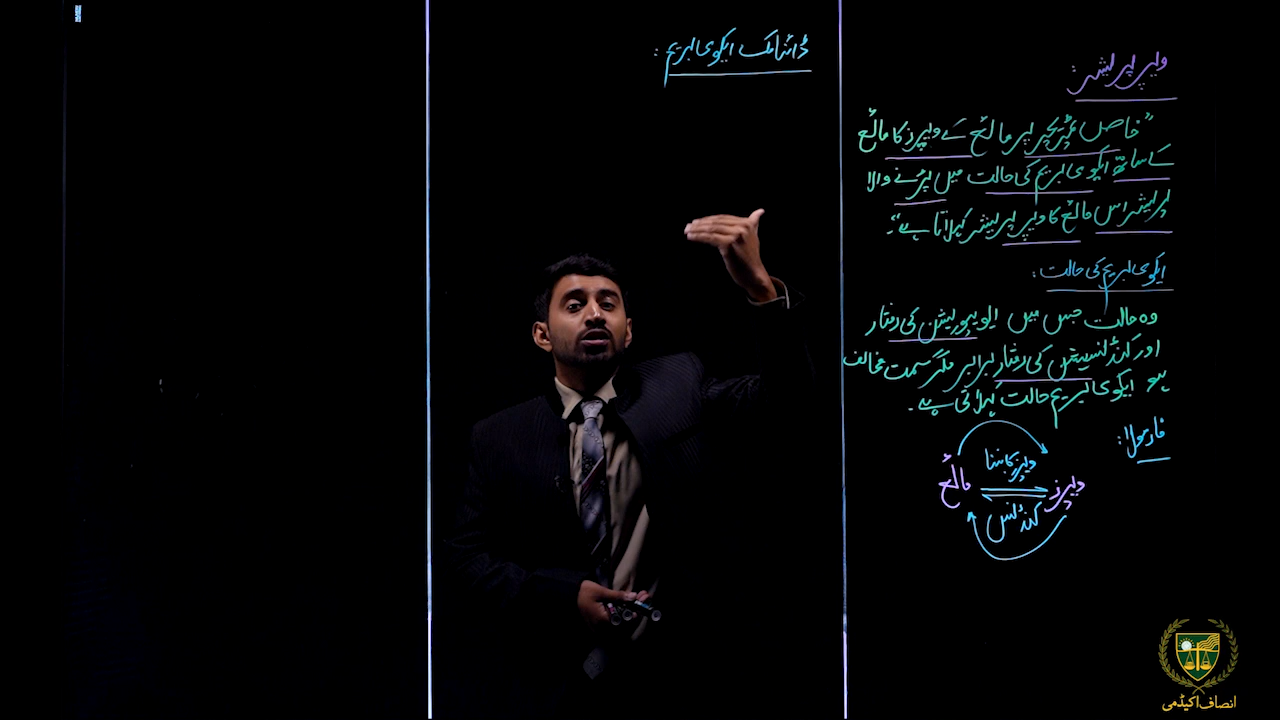 ویپر پریشر:
"خاص ٹمپریچر پر مائع کے ویپرز کا مائع
کے ساتھ ایکوی لبریم کی حالت میں پڑنے والا
پریشر اس مائع کا ویپر پریشر کہلاتا ہے"۔
ایکوی لبریم کی حالت:
وہ حالت جس میں ایویپوریشن کی رفتار
اور کنڈنسیشن کی رفتار برابر مگر سمت مخالف
ہو ایکوی لبریم حالت کہلاتی ہے۔
فارمولا:
ویپرز کا بننا
مائع ویپرز
کنڈنس
ڈائنامک ایکوی لبریم:
انصاف اکیڈمی